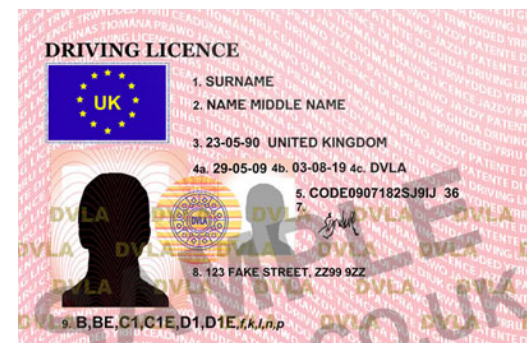 DRIVING LICENCE
UK
1. SURNAME
2. NAME MIDDLE NAME
3. 23-05-90 UNITED KINGDOM
4a. 29-05-09 4b. 03-08-19 4c. DVLA
5. CODE0907182SJ9IJ 36
7.
DVLA
8. 123 FAKE STREET, ZZ99 9ZZ
9. B,BE,C1,C1E,D1,D1E,f,k,l,n,p